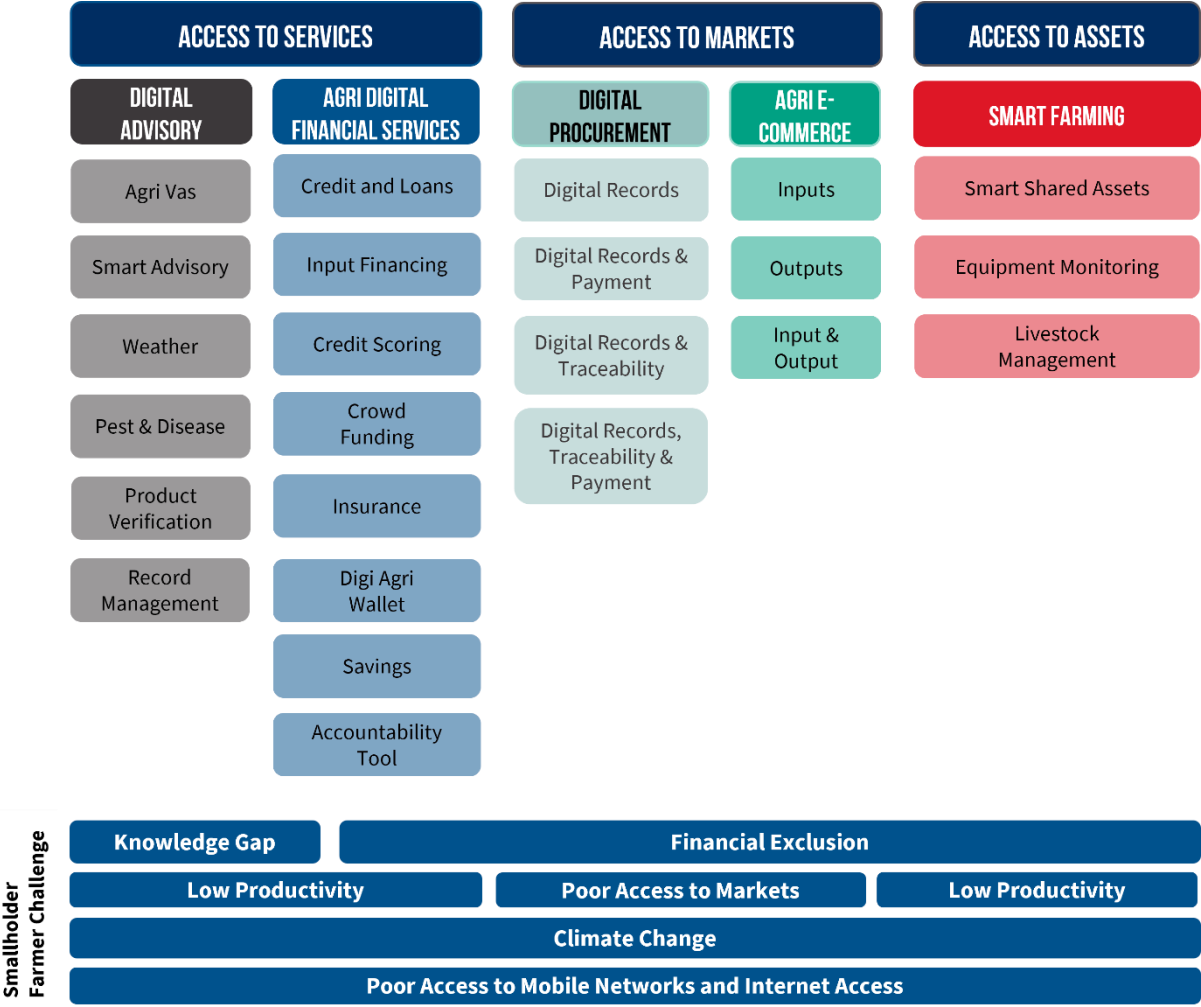 ACCESS TO SERVICES
DIGITAL
ADVISORY
Agri Vas
Smart Advisory
Weather
Pest & Disease
Product
Verification
Record
Management
AGRI DIGITAL
FINANCIAL SERVICES
Credit and Loans
Input Financing
Credit Scoring
Crowd
Funding
Insurance
Digi Agri
Wallet
Savings
Accountability
Tool
ACCESS TO MARKETS
DIGITAL
PROCUREMENT
Digital Records
Digital Records &
Payment
Digital Records &
Traceability
Digital Records,
Traceability &
Payment
AGRI E-
COMMERCE
Inputs
Outputs
Input &
Output
ACCESS TO ASSETS
SMART FARMING
Smart Shared Assets
Equipment Monitoring
Livestock
Management
Smallholder
Farmer Challenge
Knowledge Gap
Financial Exclusion
Low Productivity
Poor Access to Markets
Low Productivity
Climate Change
Poor Access to Mobile Networks and Internet Access